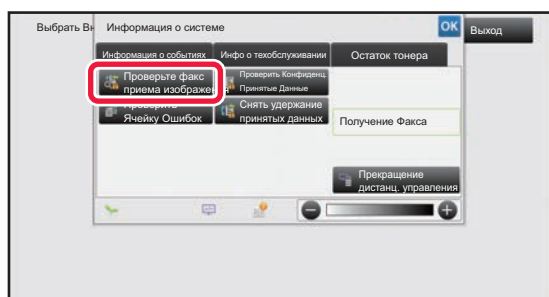 Выбрать Вн
Информация о системе
OK
Выход
Информация о событиях
Инфо о техобслуживании
Остаток тонера
Проверьте факс
приема изображен
Проверить Конфиденц.
Принятые Данные
Проверить
Ячейку Ошибок
Снять удержание
принятых данных
Получение Факса
Прекращение
дистанц. управления